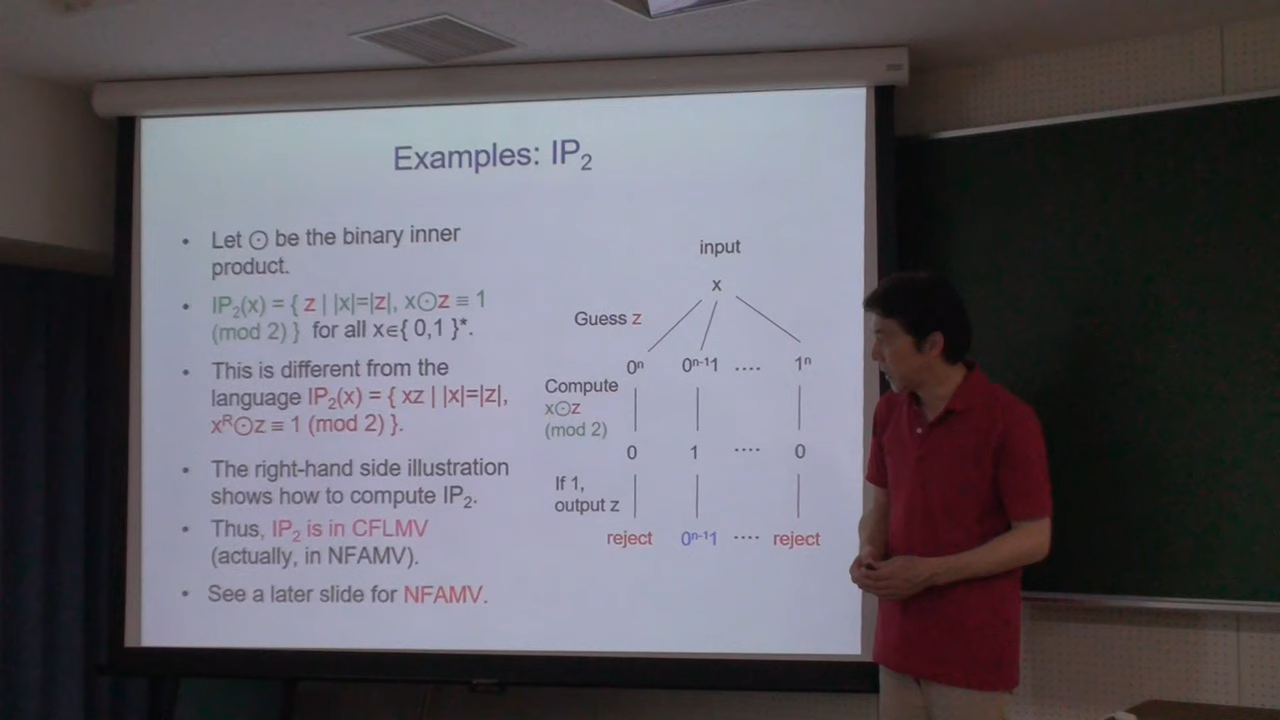 Examples: IP₂
• Let ⊙ be the binary inner
product.
• IP₂(x) = { z | |x|=|z|, x⊙z ≡ 1
(mod 2) } for all x∈{ 0,1 }*.
• This is different from the
language IP₂(x) = { xz | |x|=|z|,
xᴿ⊙z ≡ 1 (mod 2) }.
• The right-hand side illustration
shows how to compute IP₂.
• Thus, IP₂ is in CFLMV
(actually, in NFAMV).
• See a later slide for NFAMV.
input
x
Guess z
0ⁿ 0ⁿ⁻¹1 ···· 1ⁿ
Compute
x⊙z
(mod 2)
0 1 ···· 0
If 1,
output z
reject 0ⁿ⁻¹1 ···· reject